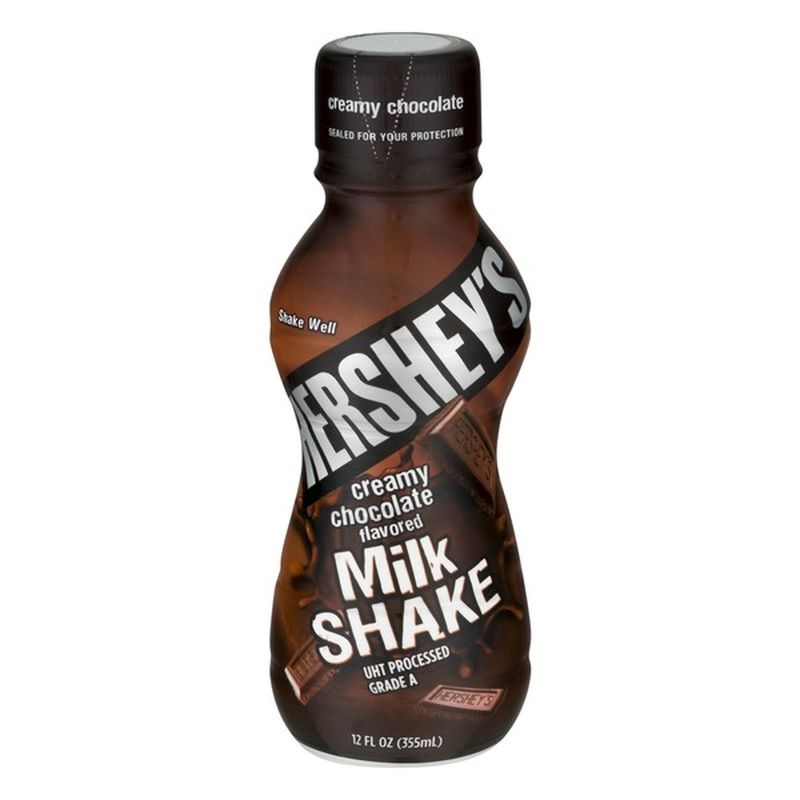 creamy chocolate
SEALED FOR YOUR PROTECTION
Shake Well
HERSHEY'S
creamy
chocolate
flavored
Milk
SHAKE
UHT PROCESSED
GRADE A
HERSHEY'S
HERSHEY'S
12 FL OZ (355mL)